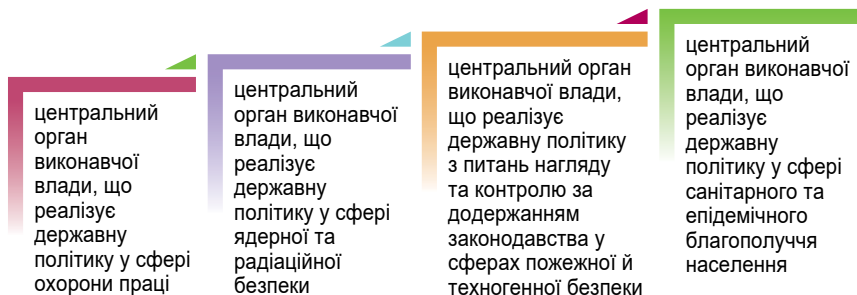 центральний
орган
виконавчої
влади, що
реалізує
державну
політику у сфері
охорони праці
центральний
орган виконавчої
влади, що
реалізує
державну
політику у сфері
ядерної та
радіаційної
безпеки
центральний орган
виконавчої влади,
що реалізує
державну політику
з питань нагляду
та контролю за
додержанням
законодавства у
сферах пожежної й
техногенної безпеки
центральний
орган виконавчої
влади, що
реалізує
державну
політику у сфері
санітарного та
епідемічного
благополуччя
населення